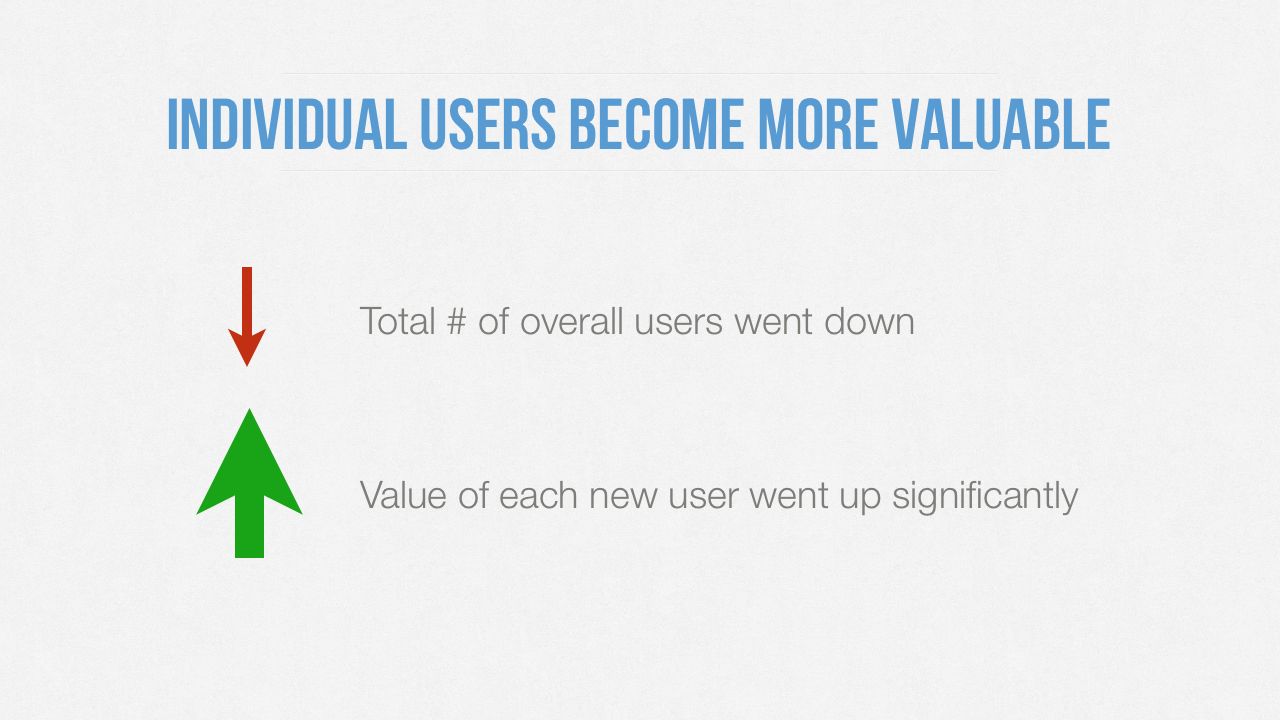 INDIVIDUAL USERS BECOME MORE VALUABLE
Total # of overall users went down
Value of each new user went up significantly